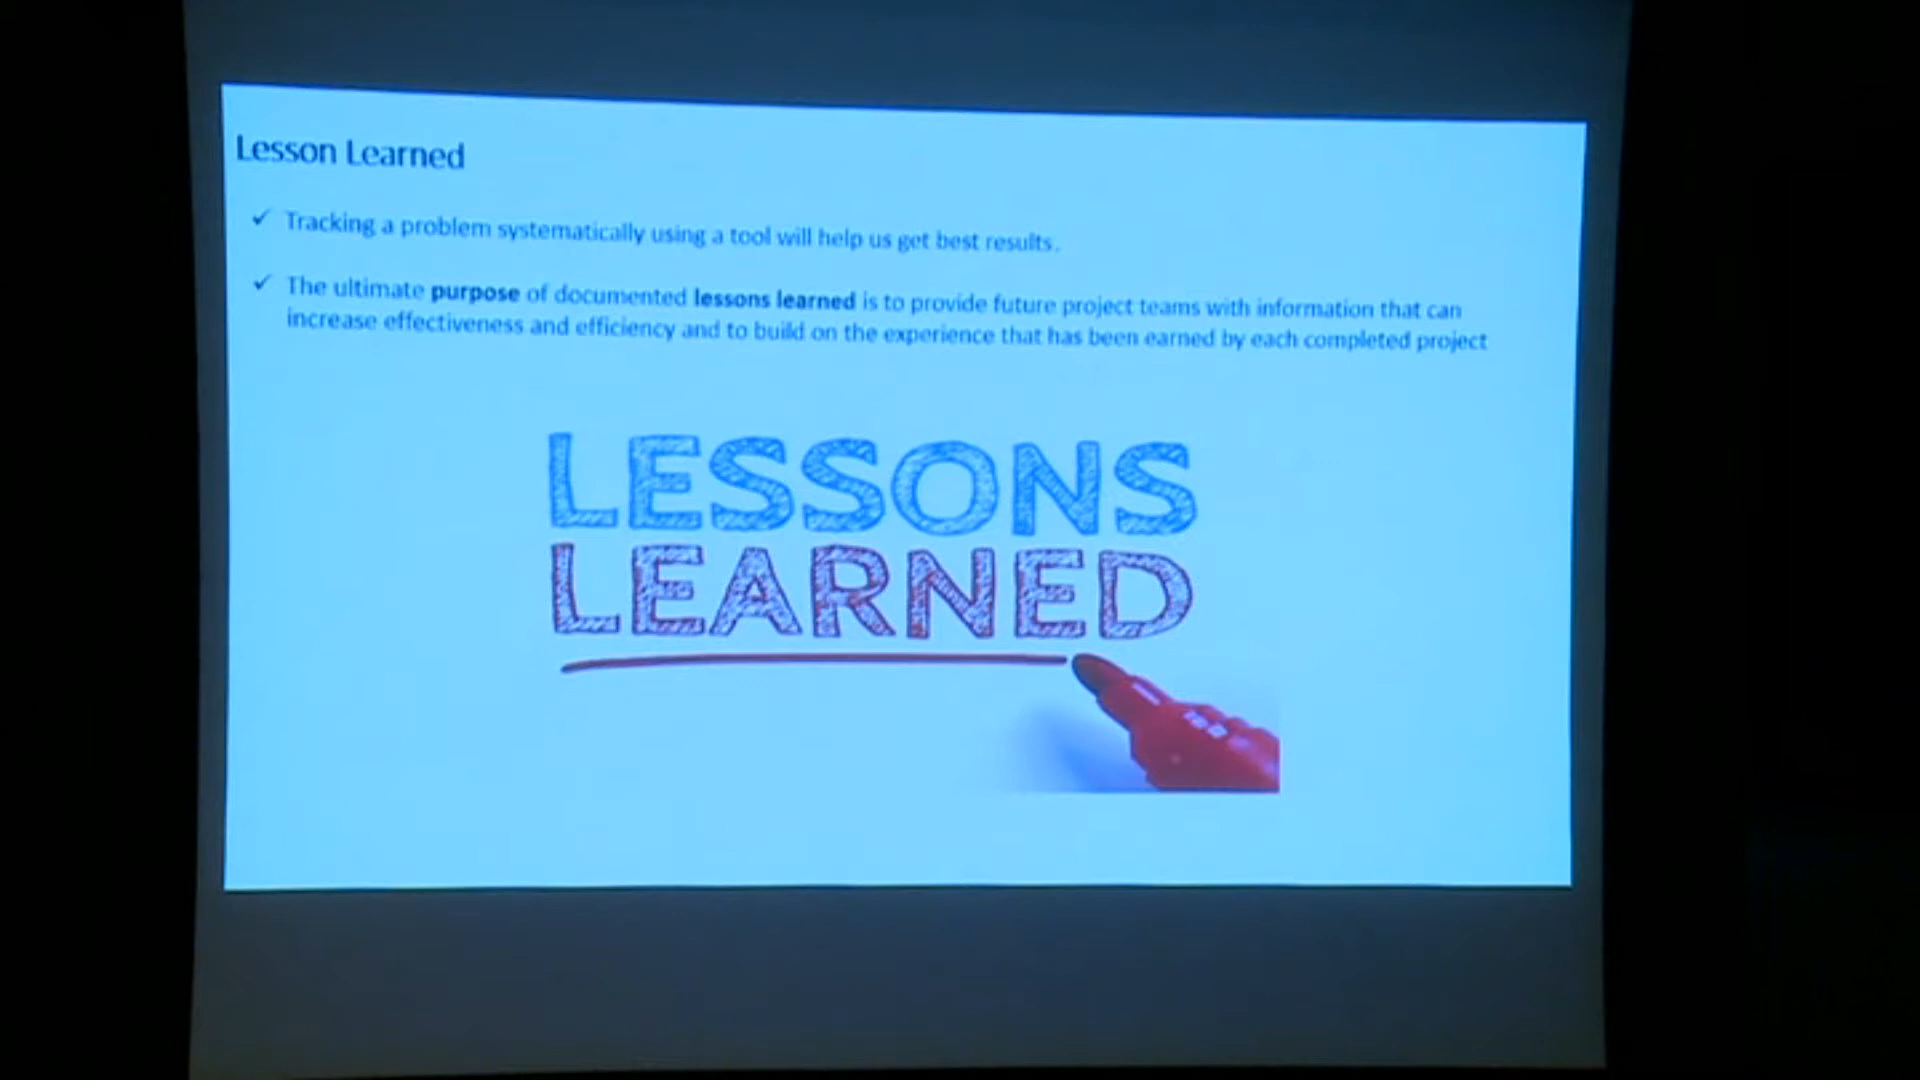 Lesson Learned
✓ Tracking a problem systematically using a tool will help us get best results.
✓ The ultimate purpose of documented lessons learned is to provide future project teams with information that can
increase effectiveness and efficiency and to build on the experience that has been earned by each completed project
LESSONS
LEARNED